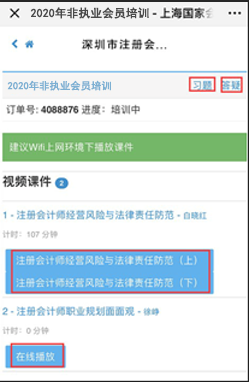 2020年非执业会员培训 - 上海国家会
深圳市注册会...
2020年非执业会员培训 习题 答疑
订单号: 4088876 进度： 培训中
建议Wifi上网环境下播放课件
视频课件 2
1 - 注册会计师经营风险与法律责任防范 - 白晓红
计时：107 分钟
注册会计师经营风险与法律责任防范（上）
注册会计师经营风险与法律责任防范（下）
2 - 注册会计师职业规划面面观 - 徐峥
计时：0 分钟
在线播放